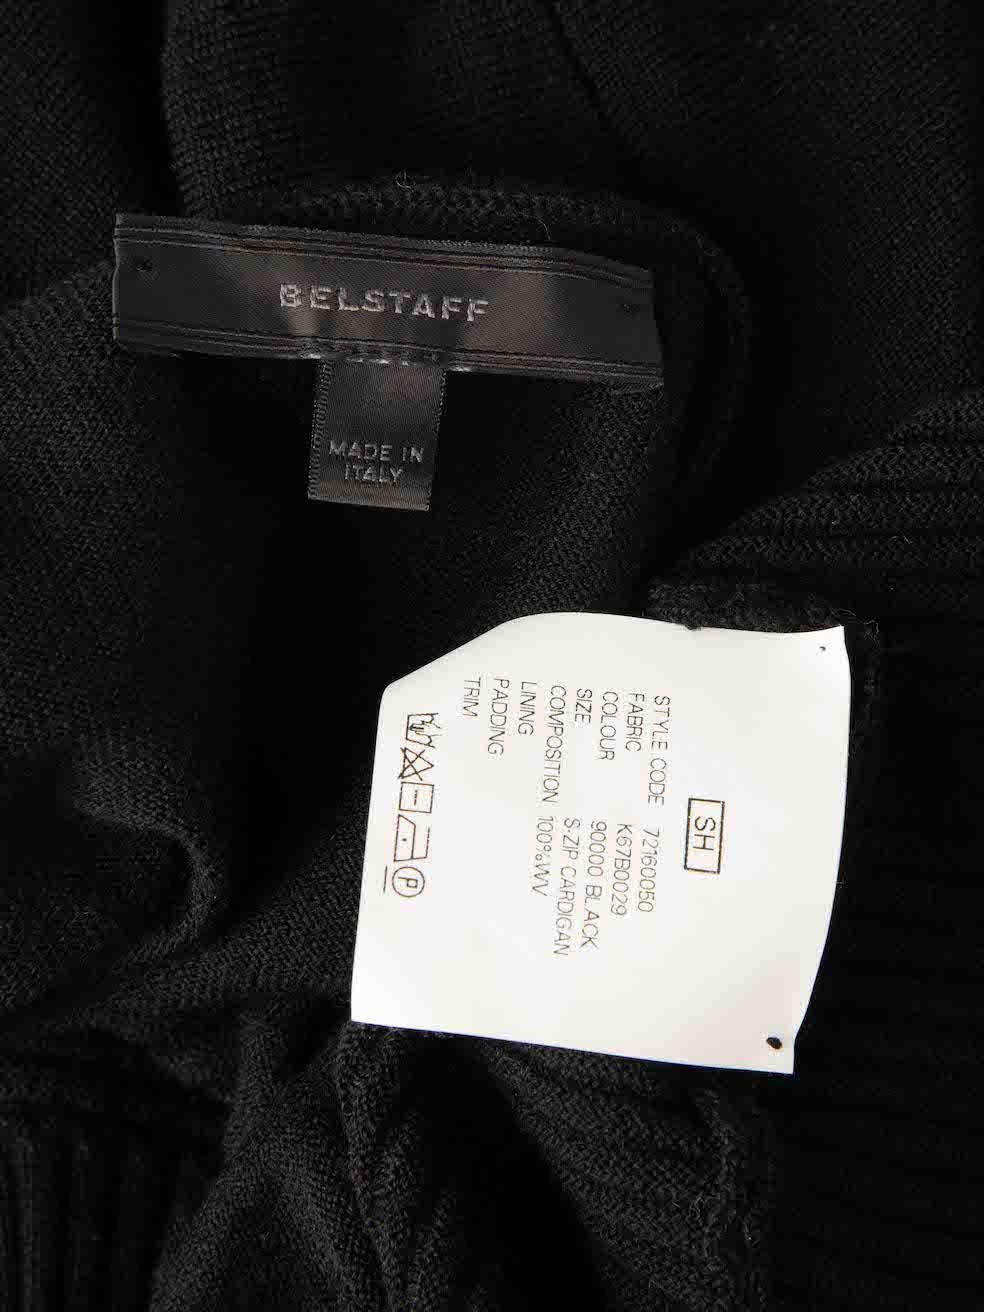 BELSTAFF
MADE IN
ITALY
SH
STYLE CODE 72160050
FABRIC K67B0029
COLOUR 90000 BLACK
SIZE S-ZIP CARDIGAN
COMPOSITION 100%WV
LINING
PADDING
TRIM
P